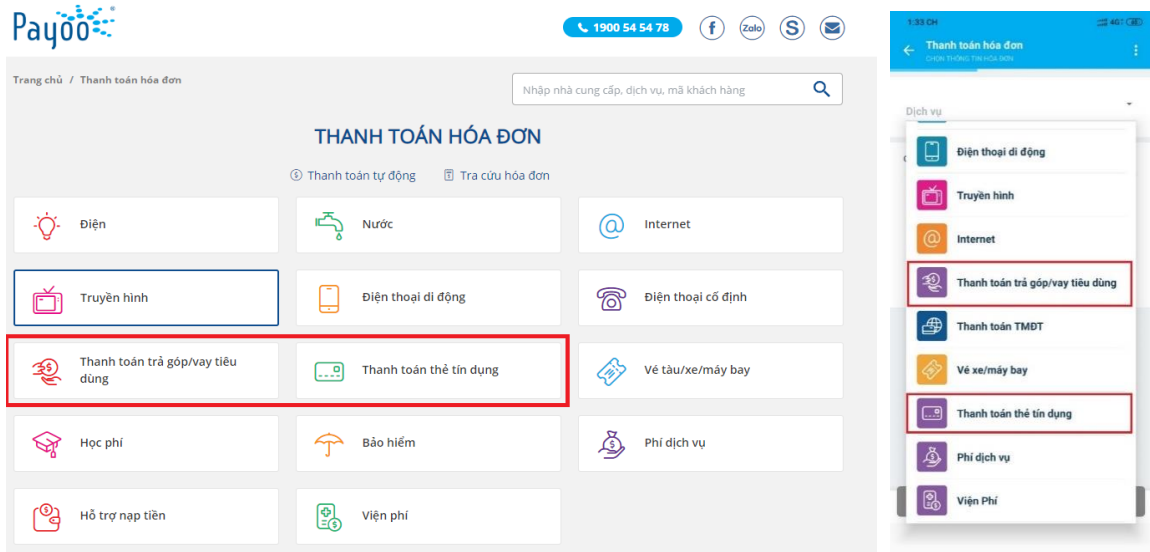 Payoo
1900 54 54 78
f
Zalo
S
Trang chủ / Thanh toán hóa đơn
Nhập nhà cung cấp, dịch vụ, mã khách hàng
THANH TOÁN HÓA ĐƠN
Thanh toán tự động
Tra cứu hóa đơn
Điện
Nước
Internet
Truyền hình
Điện thoại di động
Điện thoại cố định
Thanh toán trả góp/vay tiêu
dùng
Thanh toán thẻ tín dụng
Vé tàu/xe/máy bay
Học phí
Bảo hiểm
Phí dịch vụ
Hỗ trợ nạp tiền
Viện phí
1:33 CH
Thanh toán hóa đơn
CHỌN THÔNG TIN HÓA ĐƠN
Dịch vụ
Điện thoại di động
Truyền hình
Internet
Thanh toán trả góp/vay tiêu dùng
Thanh toán TMĐT
Vé xe/máy bay
Thanh toán thẻ tín dụng
Phí dịch vụ
Viện Phí